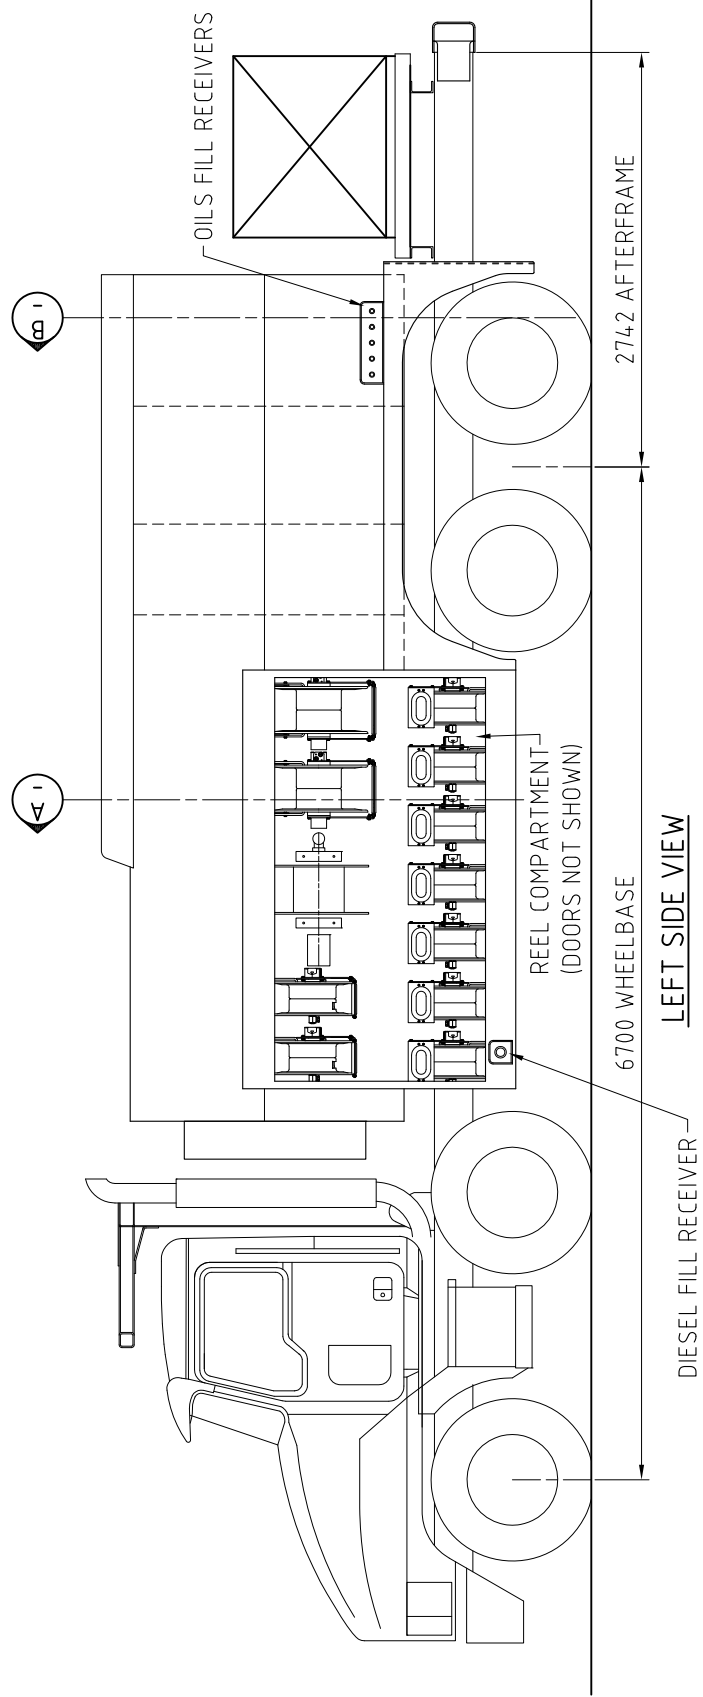 A
-
B
-
OILS FILL RECEIVERS
REEL COMPARTMENT
(DOORS NOT SHOWN)
DIESEL FILL RECEIVER
6700 WHEELBASE
2742 AFTERFRAME
LEFT SIDE VIEW